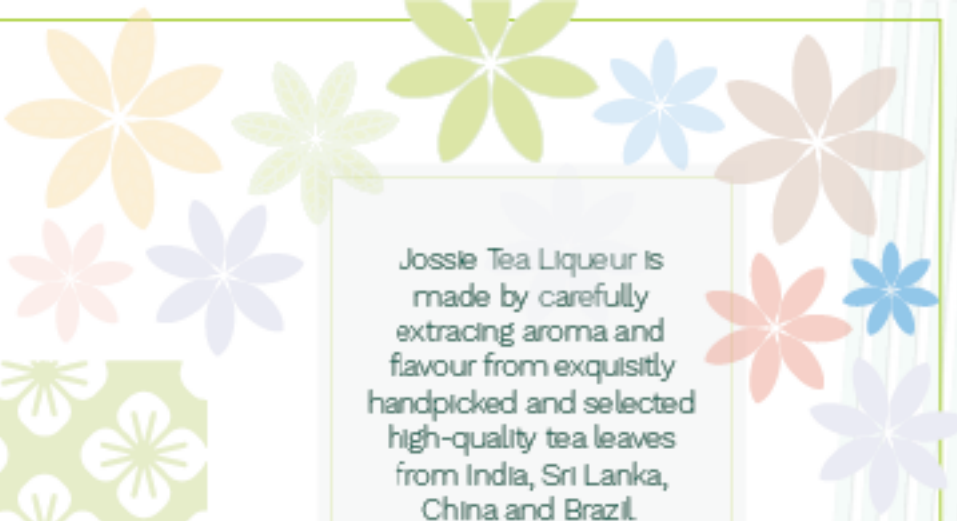 Jossie Tea Liqueur is
made by carefully
extracing aroma and
flavour from exquisitly
handpicked and selected
high-quality tea leaves
from India, Sri Lanka,
China and Brazil.